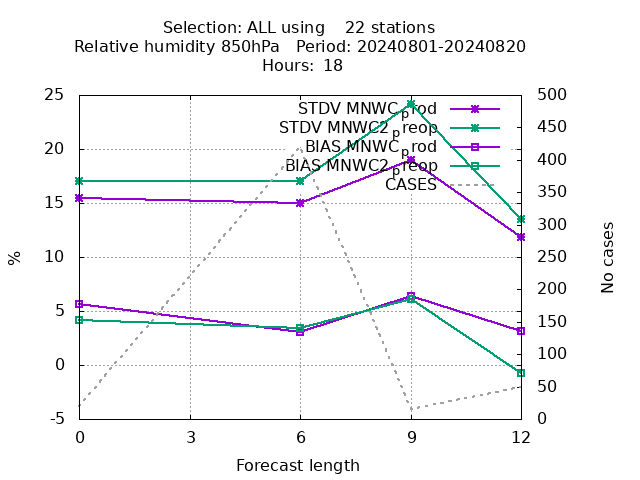 Selection: ALL using    22 stations
Relative humidity 850hPa   Period: 20240801-20240820
Hours: 18
25
20
15
10
5
0
-5
%
500
450
400
350
300
250
200
150
100
50
0
No cases
STDV MNWC_prod
STDV MNWC2_preop
BIAS MNWC_prod
BIAS MNWC2_preop
CASES
0 3 6 9 12
Forecast length